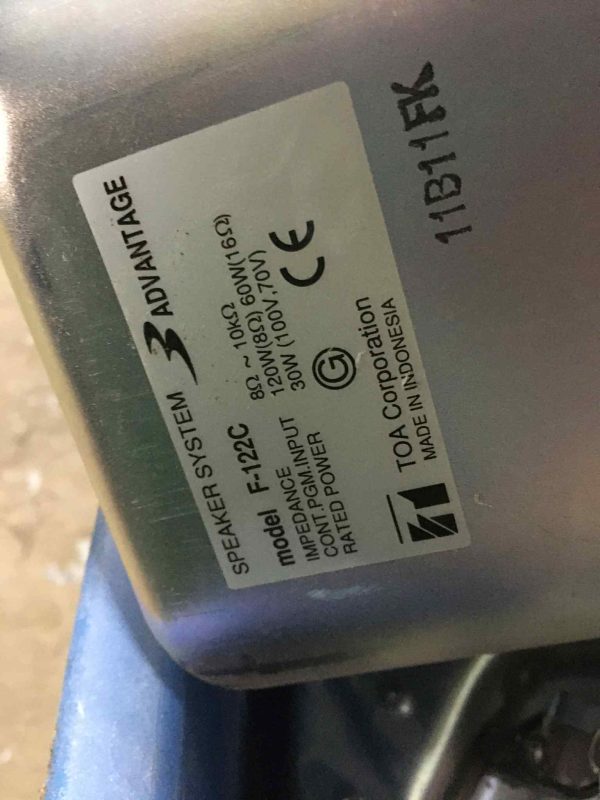 SPEAKER SYSTEM 3 ADVANTAGE
model F-122C
IMPEDANCE 8Ω ~ 10kΩ
CONT.PGM.INPUT 120W(8Ω) 60W(16Ω)
RATED POWER 30W (100V,70V)
G CE
TOA Corporation
MADE IN INDONESIA
11B11FK